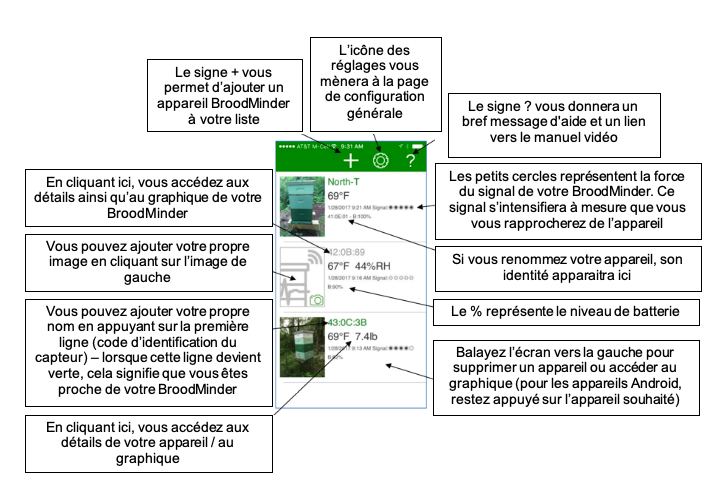 L'icône des
réglages vous
mènera à la page
de configuration
générale
Le signe + vous
permet d'ajouter un
appareil BroodMinder
à votre liste
Le signe ? vous donnera un
bref message d'aide et un lien
vers le manuel vidéo
AT&T M-Cell 9:31 AM
+ ?
En cliquant ici, vous accédez aux
détails ainsi qu'au graphique de votre
BroodMinder
Vous pouvez ajouter votre propre
image en cliquant sur l'image de
gauche
Vous pouvez ajouter votre propre
nom en appuyant sur la première
ligne (code d'identification du
capteur) – lorsque cette ligne devient
verte, cela signifie que vous êtes
proche de votre BroodMinder
En cliquant ici, vous accédez aux
détails de votre appareil / au
graphique
North-T
69°F
1/28/2017 9:21 AM Signal:
41:0E:01 - B:100%
42:0B:89
67°F 44%RH
1/28/2017 9:16 AM Signal:
B:90%
43:0C:3B
69°F 7.4lb
1/28/2017 9:13 AM Signal:
Les petits cercles représentent la force
du signal de votre BroodMinder. Ce
signal s'intensifiera à mesure que vous
vous rapprocherez de l'appareil
Si vous renommez votre appareil, son
identité apparaitra ici
Le % représente le niveau de batterie
Balayez l'écran vers la gauche pour
supprimer un appareil ou accéder au
graphique (pour les appareils Android,
restez appuyé sur l'appareil souhaité)